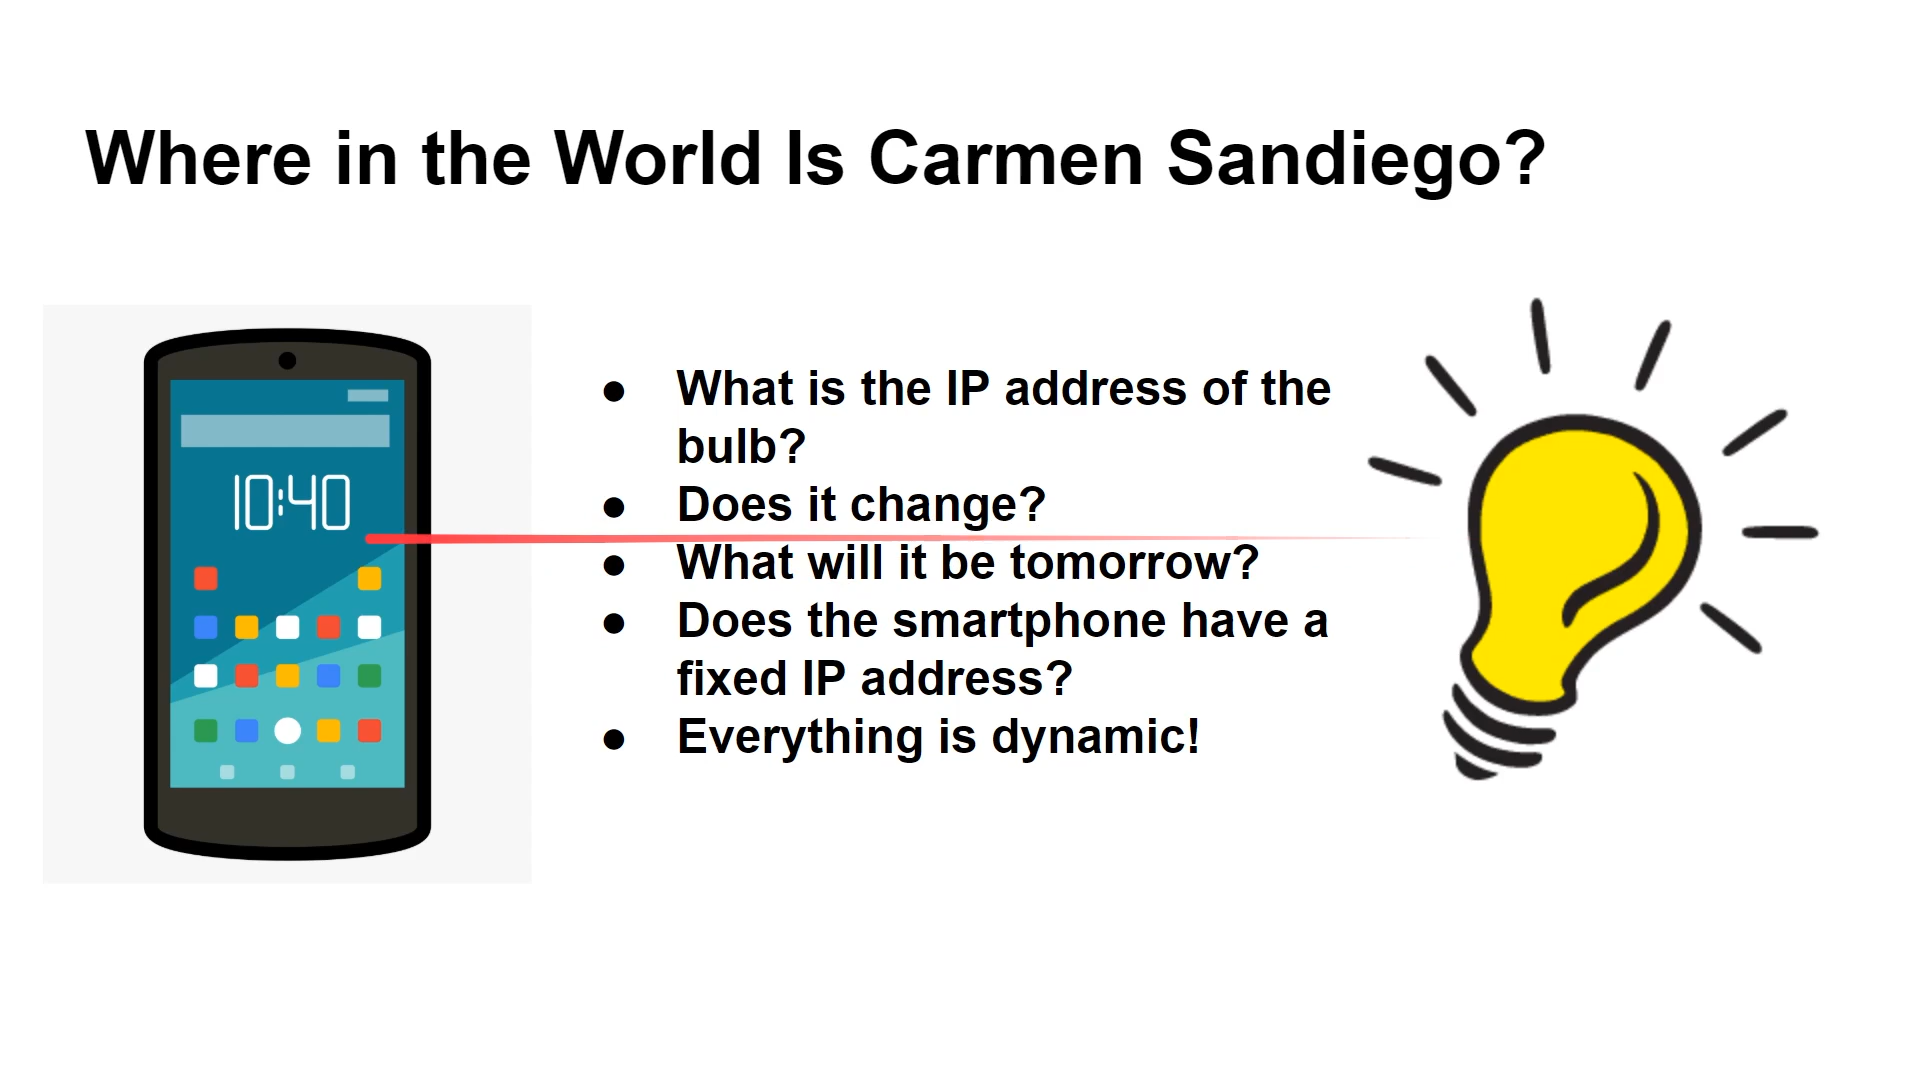 Where in the World Is Carmen Sandiego?
10:40
● What is the IP address of the
bulb?
● Does it change?
● What will it be tomorrow?
● Does the smartphone have a
fixed IP address?
● Everything is dynamic!